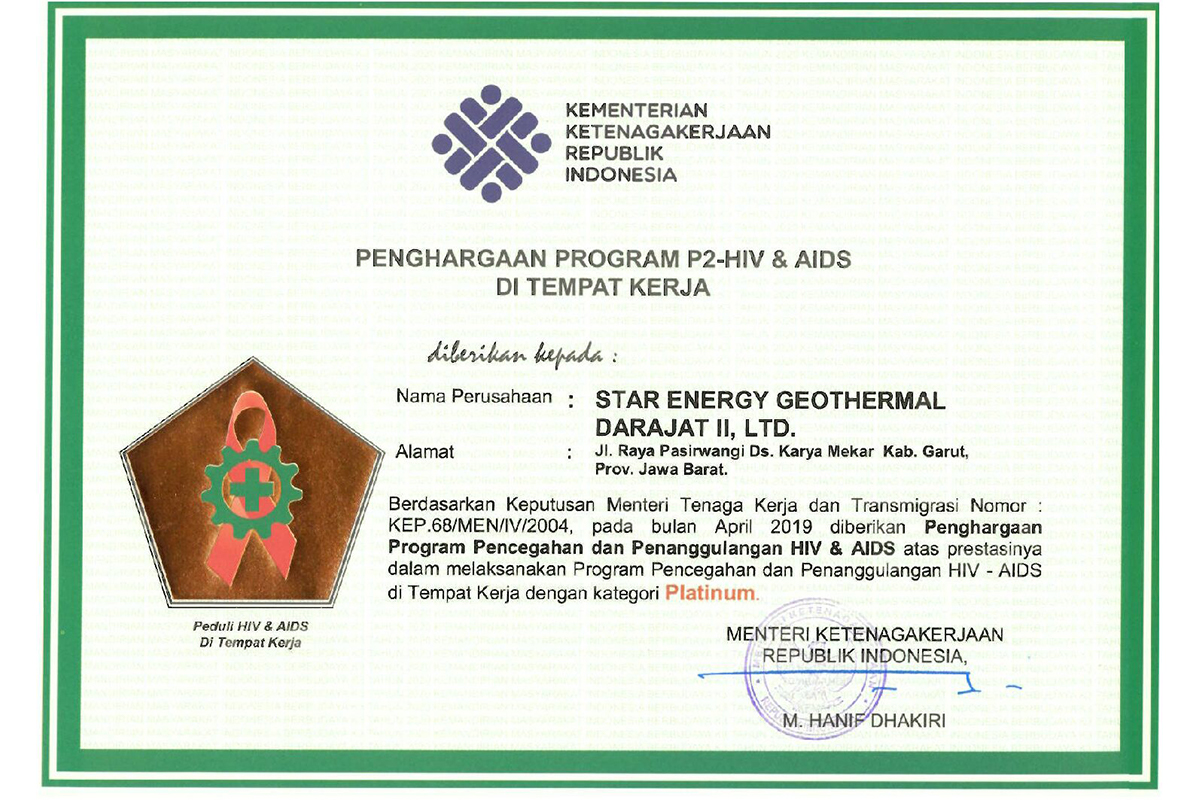 KEMENTERIAN
KETENAGAKERJAAN
REPUBLIK
INDONESIA
PENGHARGAAN PROGRAM P2-HIV & AIDS
DI TEMPAT KERJA
diberikan kepada :
Nama Perusahaan : STAR ENERGY GEOTHERMAL
DARAJAT II, LTD.
Alamat : Jl. Raya Pasirwangi Ds. Karya Mekar Kab. Garut,
Prov. Jawa Barat.
Berdasarkan Keputusan Menteri Tenaga Kerja dan Transmigrasi Nomor :
KEP.68/MEN/IV/2004, pada bulan April 2019 diberikan Penghargaan
Program Pencegahan dan Penanggulangan HIV & AIDS atas prestasinya
dalam melaksanakan Program Pencegahan dan Penanggulangan HIV - AIDS
di Tempat Kerja dengan kategori Platinum.
Peduli HIV & AIDS
Di Tempat Kerja
MENTERI KETENAGAKERJAAN
REPUBLIK INDONESIA,
M. HANIF DHAKIRI